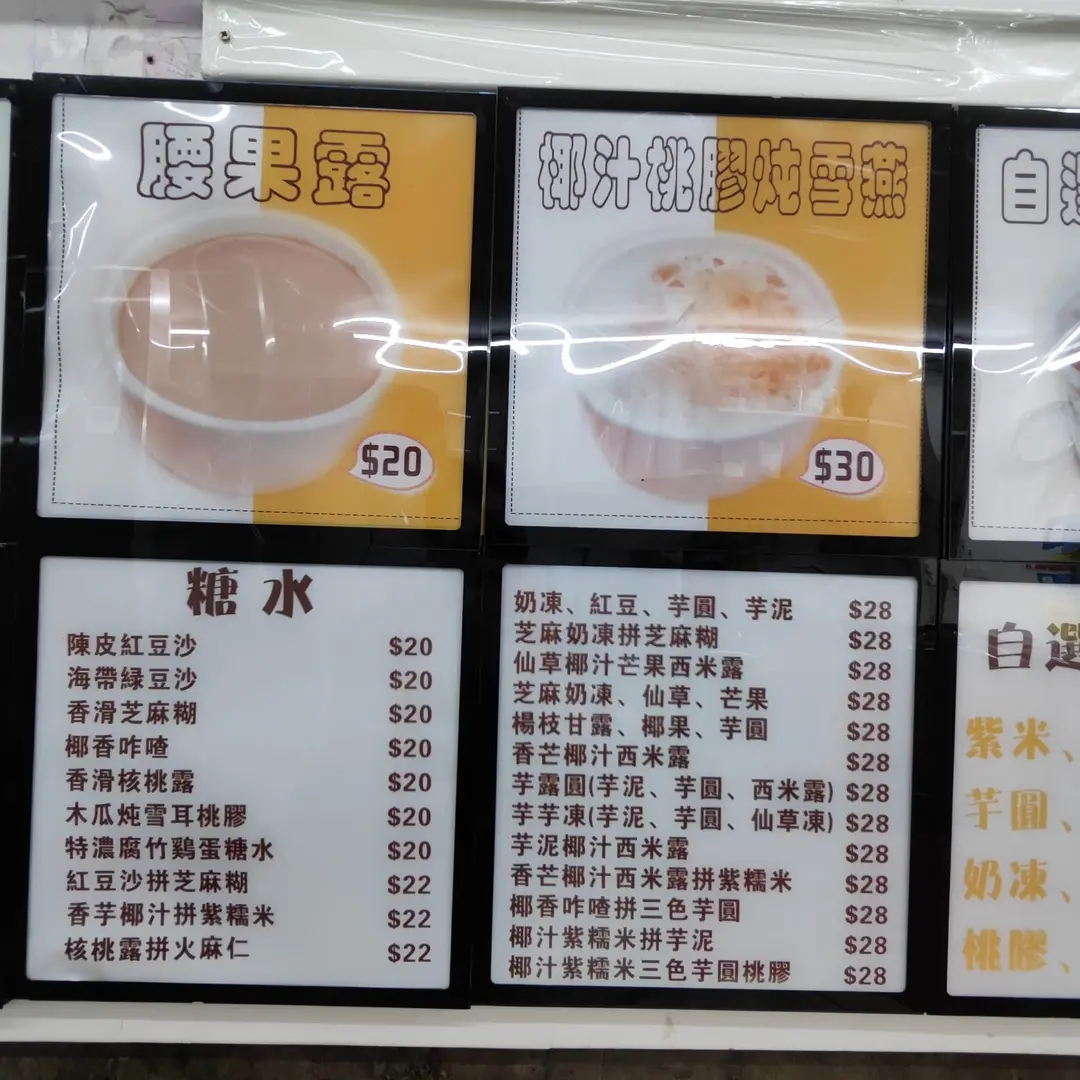 腰果露
$20
椰汁桃膠炖雪燕
$30
自選
糖水
陳皮紅豆沙 $20
海帶緑豆沙 $20
香滑芝麻糊 $20
椰香咋喳 $20
香滑核桃露 $20
木瓜炖雪耳桃膠 $20
特濃腐竹鷄蛋糖水 $20
紅豆沙拼芝麻糊 $22
香芋椰汁拼紫糯米 $22
核桃露拼火麻仁 $22
奶凍、紅豆、芋圓、芋泥 $28
芝麻奶凍拼芝麻糊 $28
仙草椰汁芒果西米露 $28
芝麻奶凍、仙草、芒果 $28
楊枝甘露、椰果、芋圓 $28
香芒椰汁西米露 $28
芋露圓(芋泥、芋圓、西米露) $28
芋芋凍(芋泥、芋圓、仙草凍) $28
芋泥椰汁西米露 $28
香芒椰汁西米露拼紫糯米 $28
椰香咋喳拼三色芋圓 $28
椰汁紫糯米拼芋泥 $28
椰汁紫糯米三色芋圓桃膠 $28
自選
紫米、
芋圓、
奶凍、
桃膠、